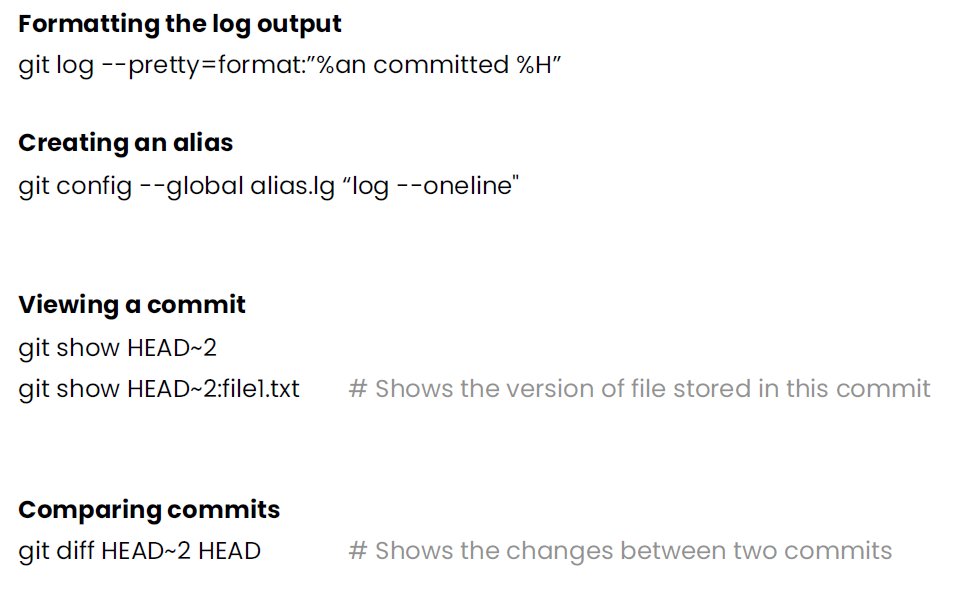 Formatting the log output
git log --pretty=format:”%an committed %H”
Creating an alias
git config --global alias.lg “log --oneline"
Viewing a commit
git show HEAD~2
git show HEAD~2:file1.txt # Shows the version of file stored in this commit
Comparing commits
git diff HEAD~2 HEAD # Shows the changes between two commits